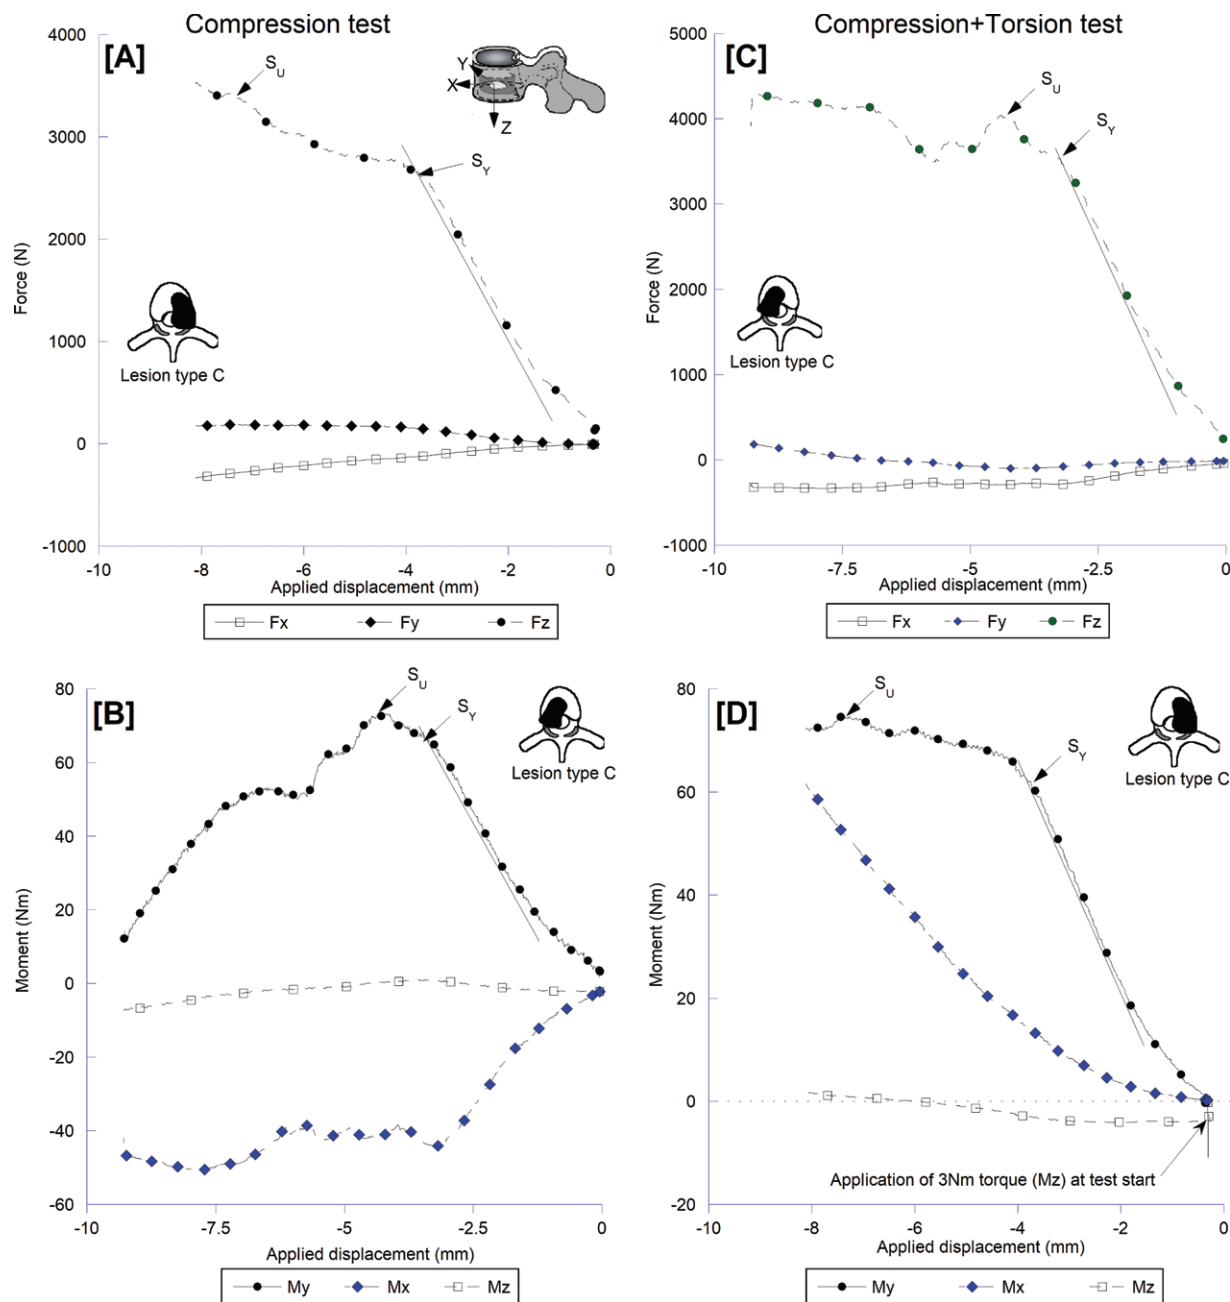 Compression test
[A]
4000
3000
2000
1000
0
-1000
Force (N)
S_U
S_Y
Y
X
Z
Lesion type C
-10 -8 -6 -4 -2 0
Applied displacement (mm)
Fx Fy Fz
Compression+Torsion test
[C]
5000
4000
3000
2000
1000
0
-1000
Force (N)
S_U
S_Y
Lesion type C
-10 -7.5 -5 -2.5 0
Applied displacement (mm)
Fx Fy Fz
[B]
80
60
40
20
0
-20
-40
-60
Moment (Nm)
S_U
S_Y
Lesion type C
-10 -7.5 -5 -2.5 0
Applied displacement (mm)
My Mx Mz
[D]
80
60
40
20
0
-20
Moment (Nm)
S_U
S_Y
Lesion type C
Application of 3Nm torque (Mz) at test start
-10 -8 -6 -4 -2 0
Applied displacement (mm)
My Mx Mz